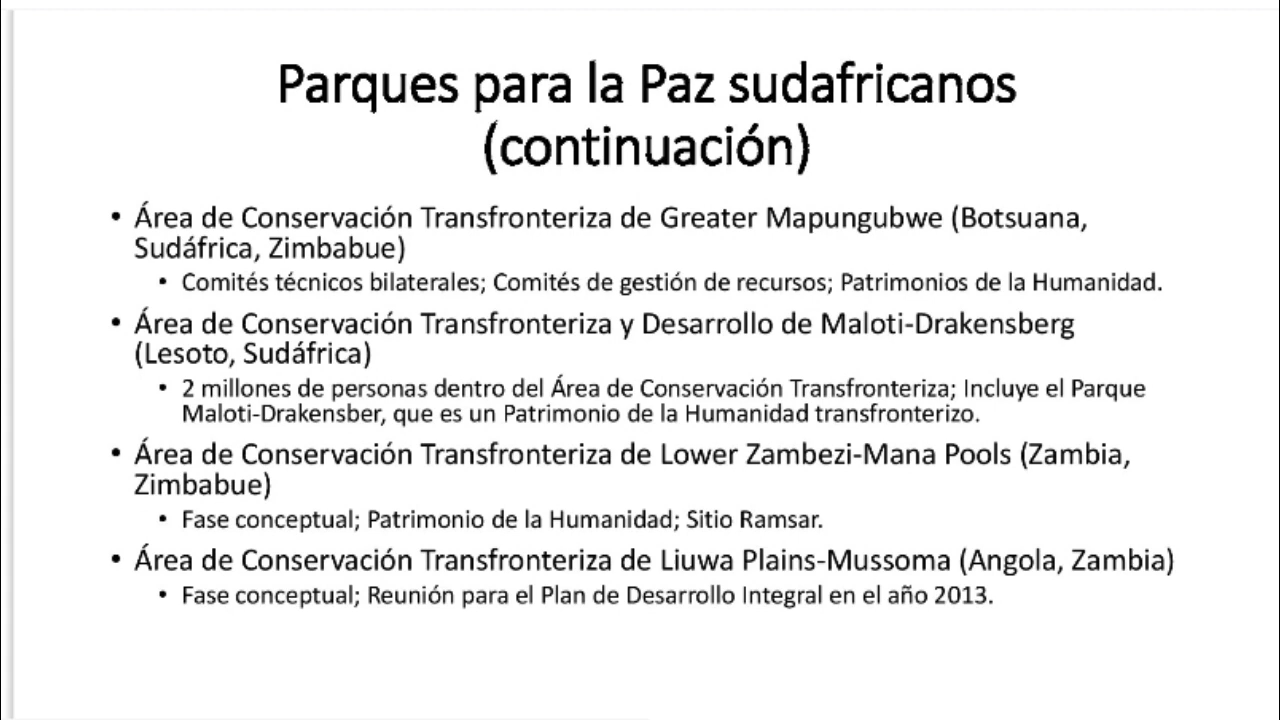 Parques para la Paz sudafricanos
(continuación)
• Área de Conservación Transfronteriza de Greater Mapungubwe (Botsuana,
Sudáfrica, Zimbabue)
• Comités técnicos bilaterales; Comités de gestión de recursos; Patrimonios de la Humanidad.
• Área de Conservación Transfronteriza y Desarrollo de Maloti-Drakensberg
(Lesoto, Sudáfrica)
• 2 millones de personas dentro del Área de Conservación Transfronteriza; Incluye el Parque
Maloti-Drakensber, que es un Patrimonio de la Humanidad transfronterizo.
• Área de Conservación Transfronteriza de Lower Zambezi-Mana Pools (Zambia,
Zimbabue)
• Fase conceptual; Patrimonio de la Humanidad; Sitio Ramsar.
• Área de Conservación Transfronteriza de Liuwa Plains-Mussoma (Angola, Zambia)
• Fase conceptual; Reunión para el Plan de Desarrollo Integral en el año 2013.